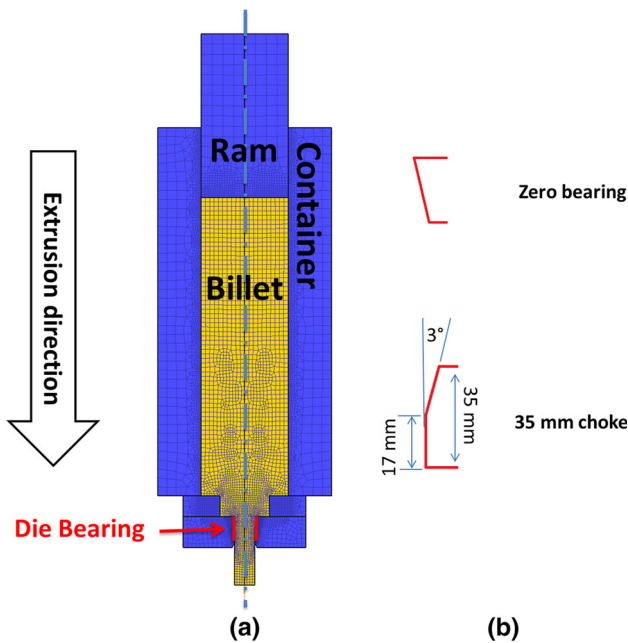 Ram
Container
Billet
Extrusion direction
Die Bearing
(a)
Zero bearing
3°
35 mm
17 mm
35 mm choke
(b)